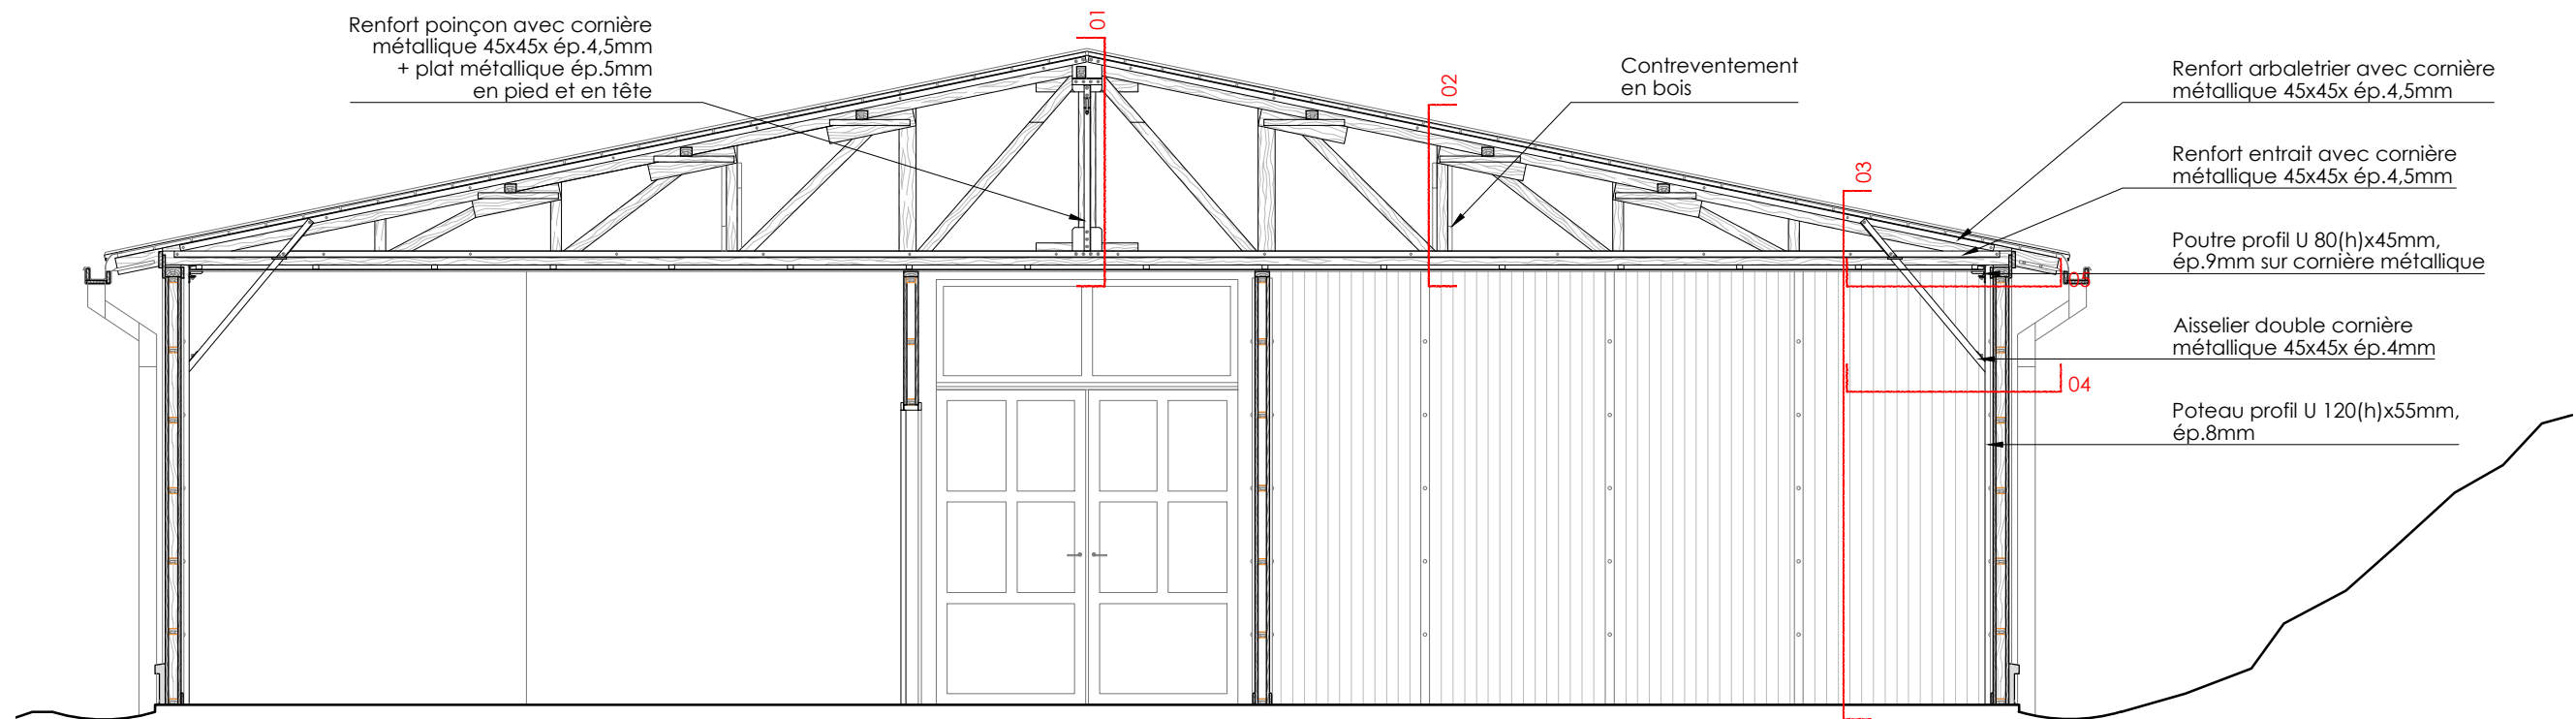 Renfort poinçon avec cornière
métallique 45x45x ép.4,5mm
+ plat métallique ép.5mm
en pied et en tête
01
Contreventement
en bois
02
Renfort arbaletrier avec cornière
métallique 45x45x ép.4,5mm
Renfort entrait avec cornière
métallique 45x45x ép.4,5mm
03
Poutre profil U 80(h)x45mm,
ép.9mm sur cornière métallique
Aisselier double cornière
métallique 45x45x ép.4mm
04
Poteau profil U 120(h)x55mm,
ép.8mm